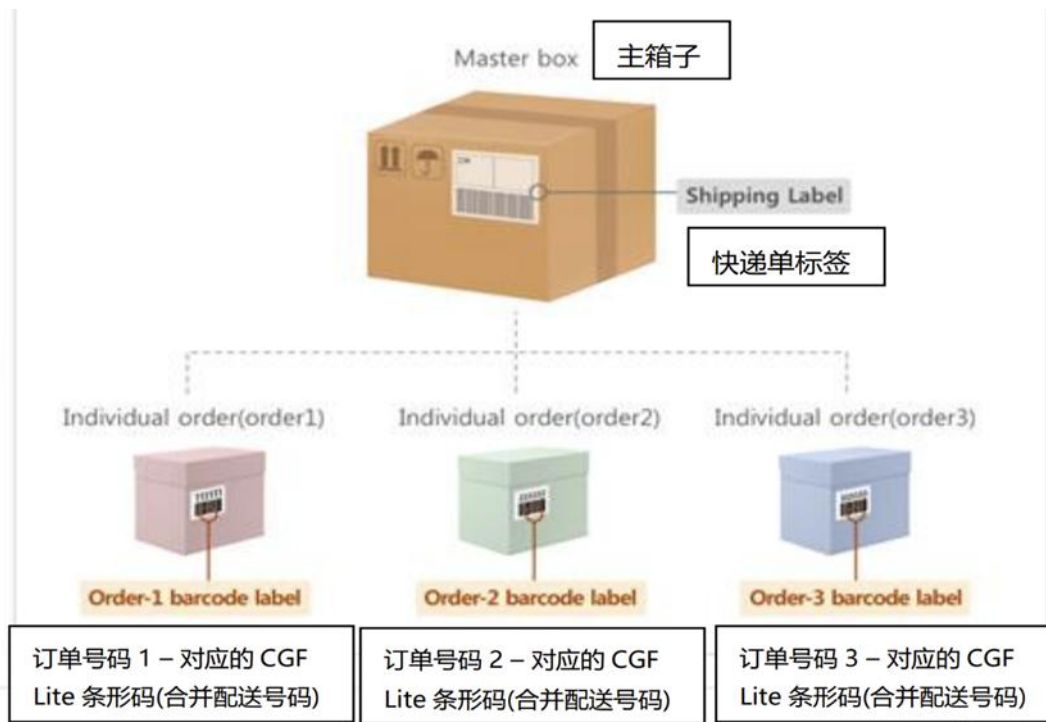 Master box
主箱子
Shipping Label
快递单标签
Individual order(order1)
Individual order(order2)
Individual order(order3)
Order-1 barcode label
Order-2 barcode label
Order-3 barcode label
订单号码 1 – 对应的 CGF
Lite 条形码(合并配送号码)
订单号码 2 – 对应的 CGF
Lite 条形码(合并配送号码)
订单号码 3 – 对应的 CGF
Lite 条形码(合并配送号码)